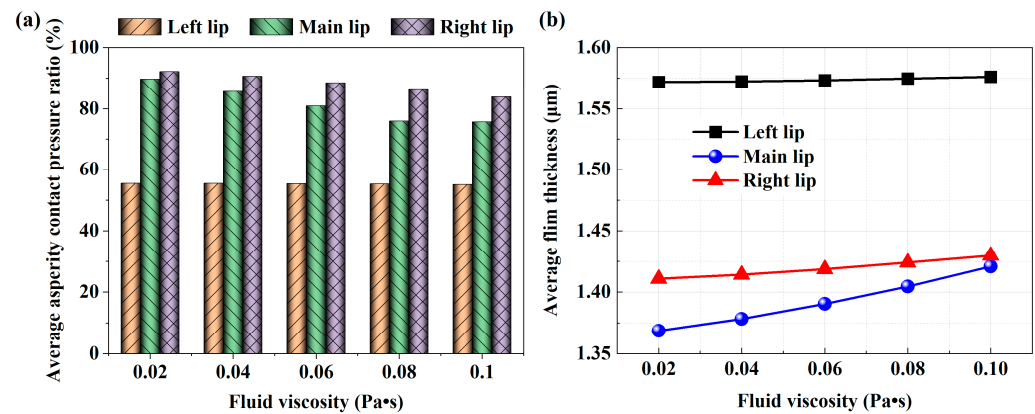 (a)
Left lip Main lip Right lip
Average asperity contact pressure ratio (%)
100
80
60
40
20
0
0.02 0.04 0.06 0.08 0.1
Fluid viscosity (Pa•s)
(b)
Average flim thickness (μm)
1.60
1.55
1.50
1.45
1.40
1.35
Left lip
Main lip
Right lip
0.02 0.04 0.06 0.08 0.10
Fluid viscosity (Pa•s)